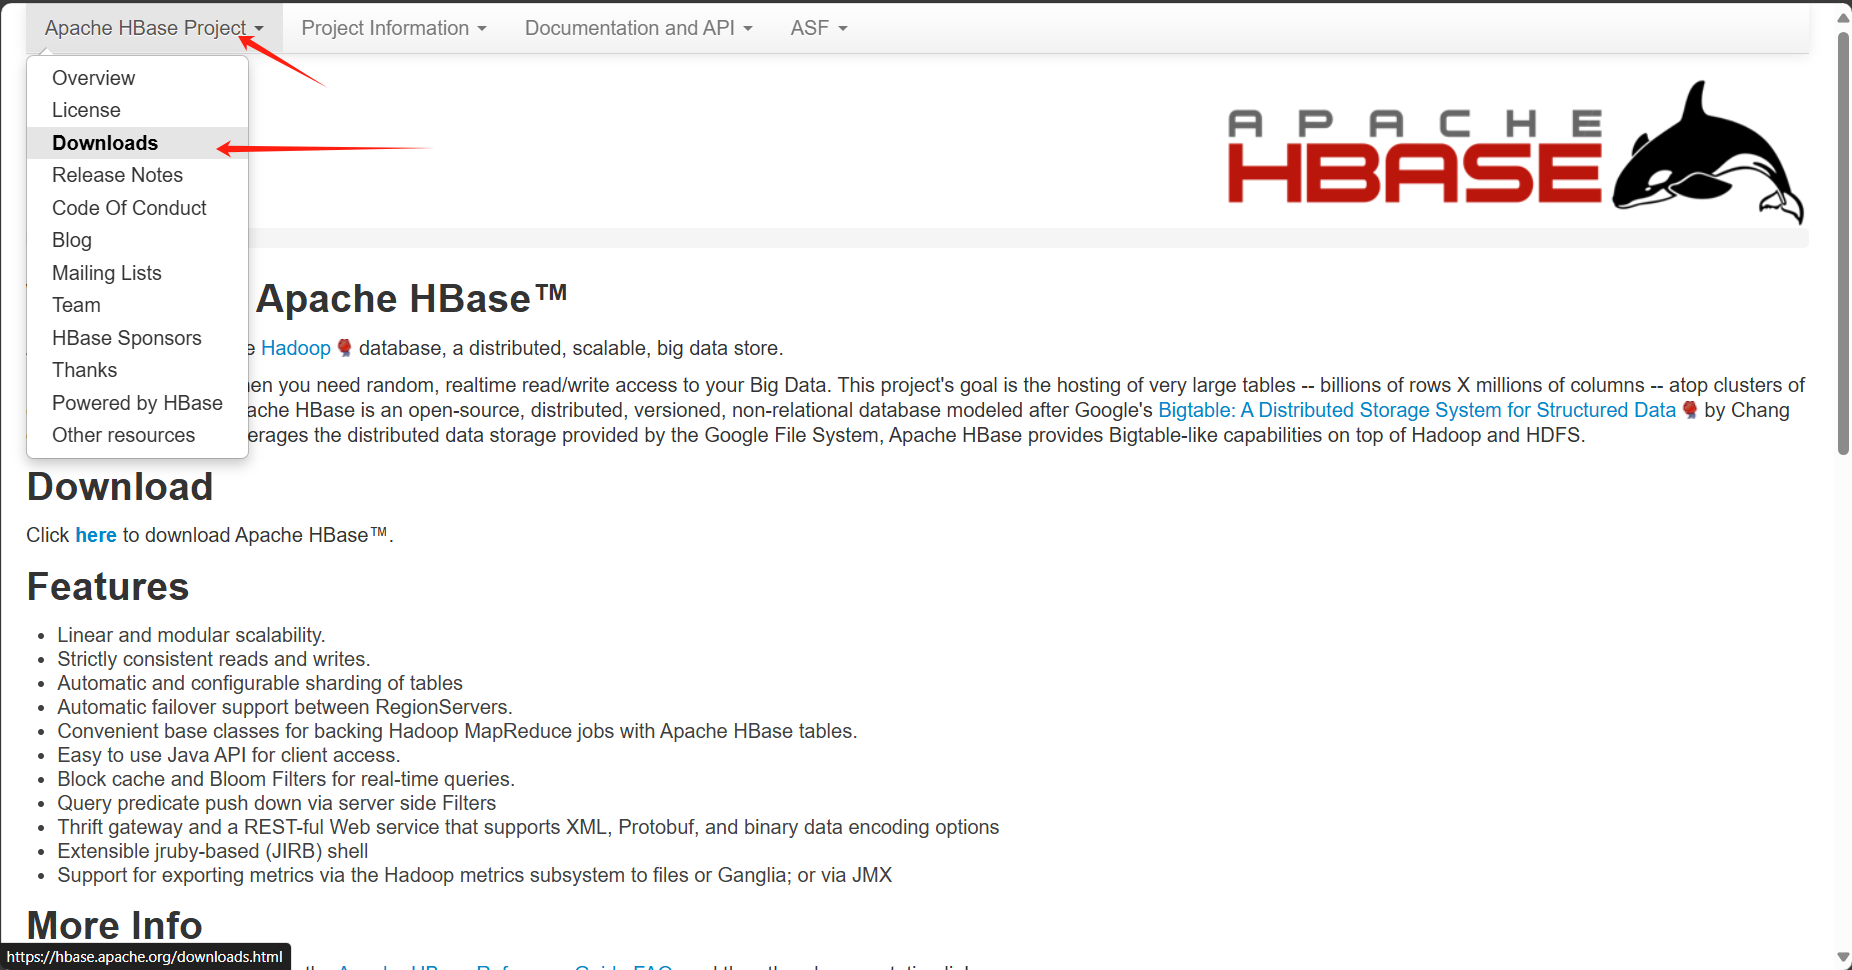 Apache HBase Project Project Information Documentation and API ASF
Overview
License
Downloads
Release Notes
Code Of Conduct
Blog
Mailing Lists
Team
HBase Sponsors
Thanks
Powered by HBase
Other resources
APACHE
HBASE
Apache HBase™
Hadoop database, a distributed, scalable, big data store.
en you need random, realtime read/write access to your Big Data. This project's goal is the hosting of very large tables -- billions of rows X millions of columns -- atop clusters of
ache HBase is an open-source, distributed, versioned, non-relational database modeled after Google's Bigtable: A Distributed Storage System for Structured Data by Chang
erages the distributed data storage provided by the Google File System, Apache HBase provides Bigtable-like capabilities on top of Hadoop and HDFS.
Download
Click here to download Apache HBase™.
Features
• Linear and modular scalability.
• Strictly consistent reads and writes.
• Automatic and configurable sharding of tables
• Automatic failover support between RegionServers.
• Convenient base classes for backing Hadoop MapReduce jobs with Apache HBase tables.
• Easy to use Java API for client access.
• Block cache and Bloom Filters for real-time queries.
• Query predicate push down via server side Filters
• Thrift gateway and a REST-ful Web service that supports XML, Protobuf, and binary data encoding options
• Extensible jruby-based (JIRB) shell
• Support for exporting metrics via the Hadoop metrics subsystem to files or Ganglia; or via JMX
More Info
https://hbase.apache.org/downloads.html